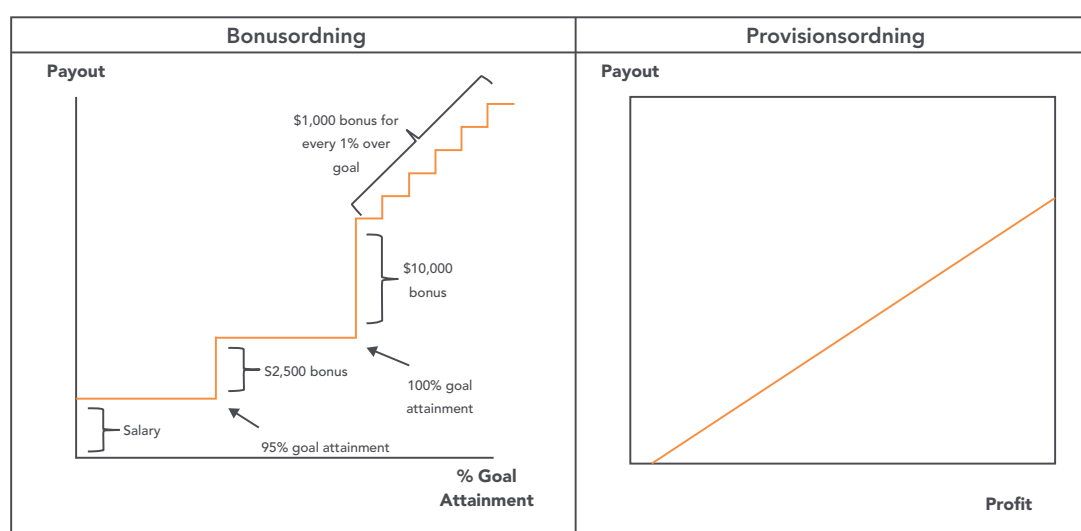 Bonusordning
Provisionsordning
Payout
$1,000 bonus for
every 1% over
goal
$10,000
bonus
S2,500 bonus
100% goal
attainment
Salary
95% goal attainment
% Goal
Attainment
Payout
Profit